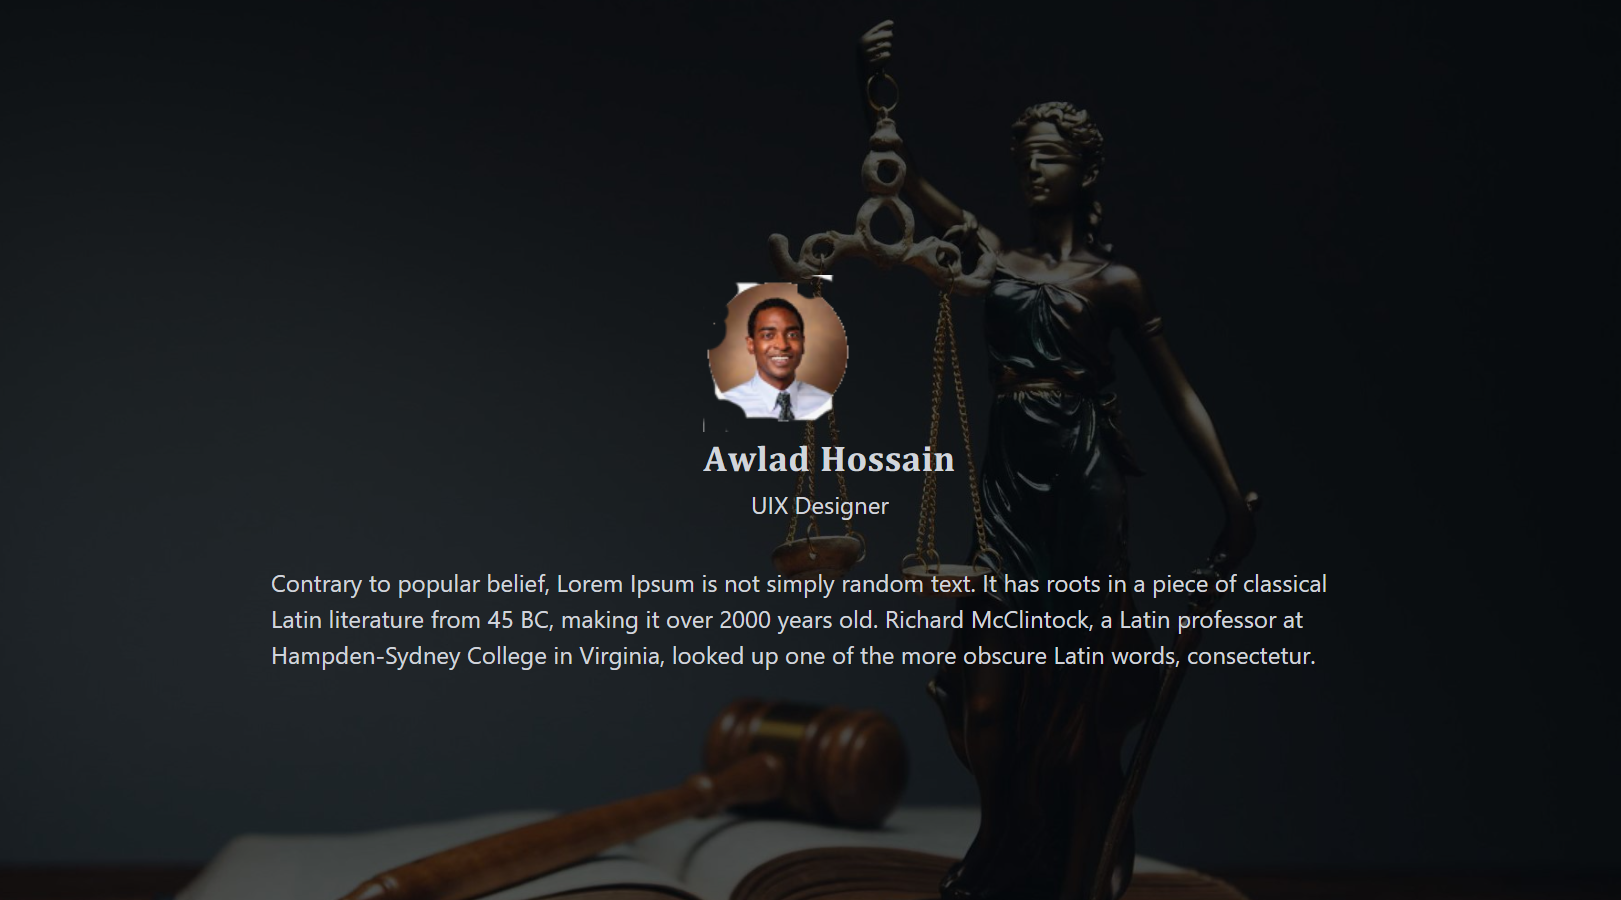 Awlad Hossain
UIX Designer
Contrary to popular belief, Lorem Ipsum is not simply random text. It has roots in a piece of classical
Latin literature from 45 BC, making it over 2000 years old. Richard McClintock, a Latin professor at
Hampden-Sydney College in Virginia, looked up one of the more obscure Latin words, consectetur.